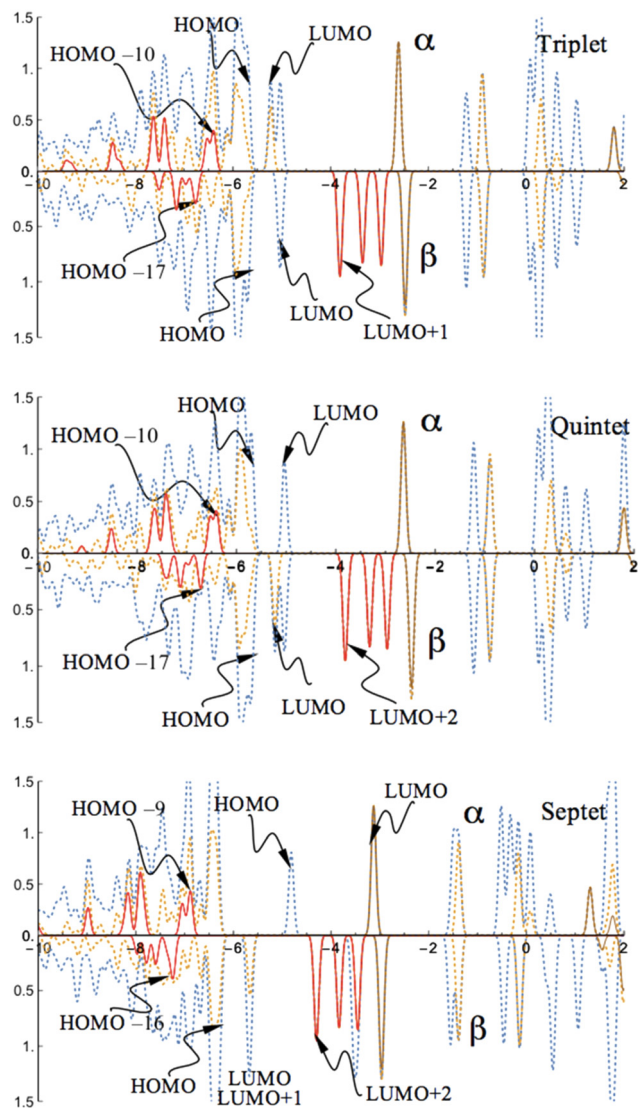 1.5
HOMO
LUMO
α
Triplet
HOMO –10
1.
0.5
0.
-10 -8 -6 -4 -2 0 2
0.5
HOMO –17
β
1.
HOMO
LUMO
LUMO+1
1.5
1.5
HOMO
LUMO
α
Quintet
HOMO –10
1.
0.5
0.
-10 -8 -6 -4 -2 0 2
0.5
HOMO –17
β
1.
HOMO
LUMO
LUMO+2
1.5
1.5
HOMO –9
HOMO
LUMO
α
Septet
1.
0.5
0.
-10 -8 -6 -4 -2 0 2
0.5
HOMO –16
β
1.
HOMO
LUMO
LUMO+1
LUMO+2
1.5